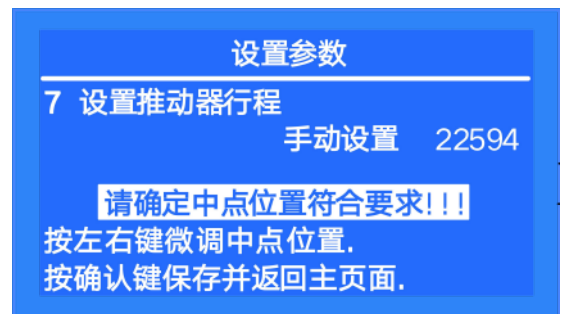 设置参数
7 设置推动器行程
手动设置 22594
请确定中点位置符合要求!!!
按左右键微调中点位置.
按确认键保存并返回主页面.